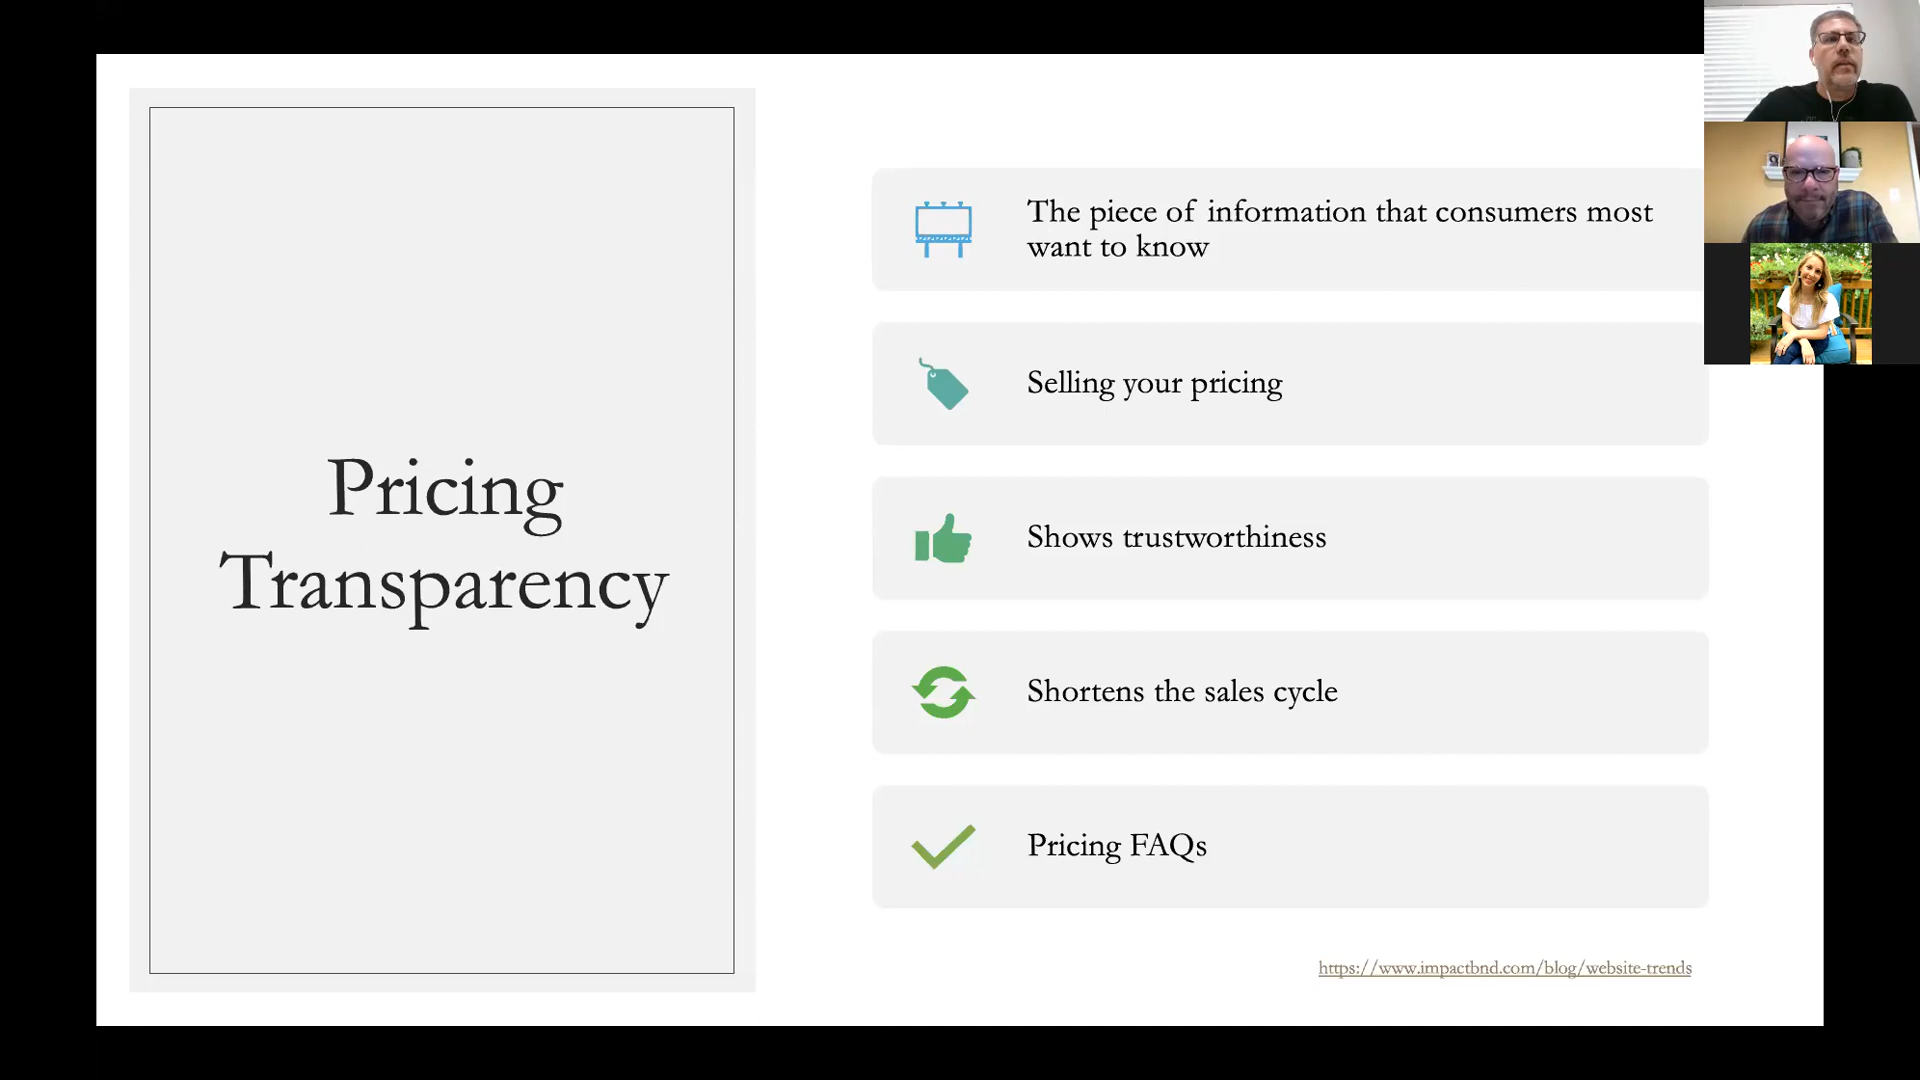 Pricing
Transparency
The piece of information that consumers most
want to know
Selling your pricing
Shows trustworthiness
Shortens the sales cycle
Pricing FAQs
https://www.impactbnd.com/blog/website-trends